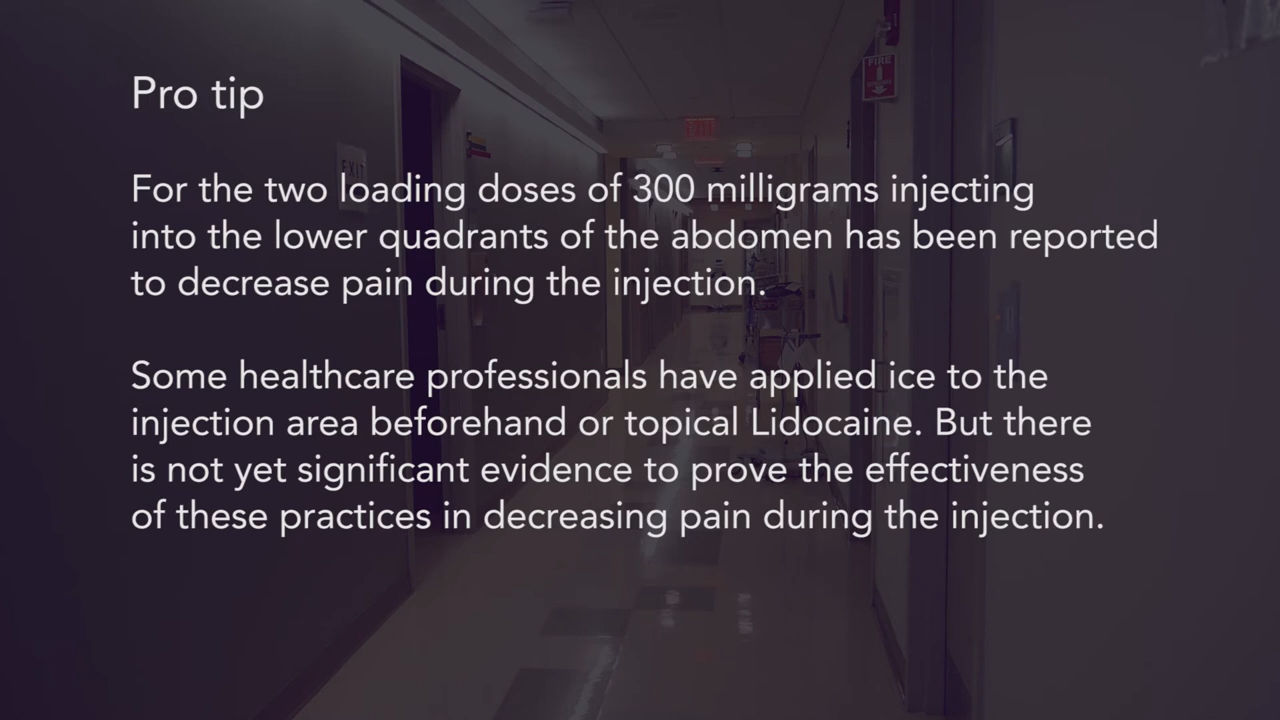 Pro tip
For the two loading doses of 300 milligrams injecting
into the lower quadrants of the abdomen has been reported
to decrease pain during the injection.
Some healthcare professionals have applied ice to the
injection area beforehand or topical Lidocaine. But there
is not yet significant evidence to prove the effectiveness
of these practices in decreasing pain during the injection.
EXIT
FIRE